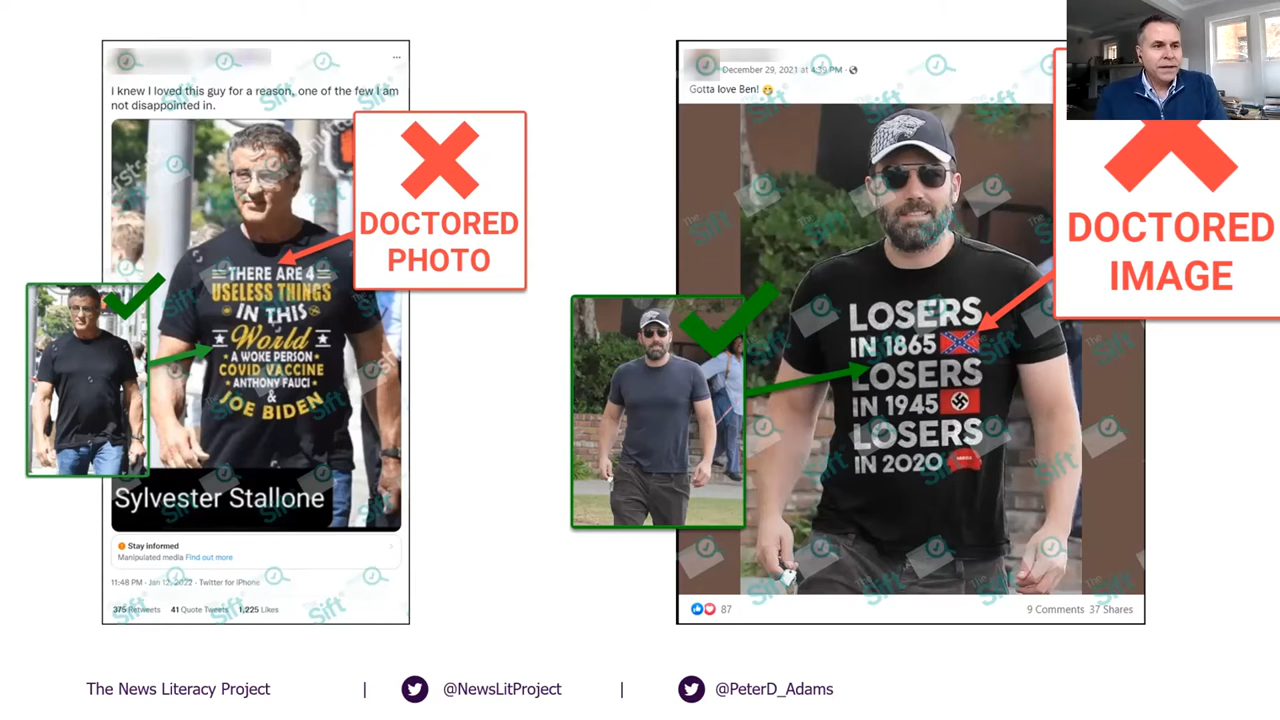 I knew I loved this guy for a reason, one of the few I am
not disappointed in.
DOCTORED
PHOTO
THERE ARE 4
USELESS THINGS
IN THIS
World
A WOKE PERSON
COVID VACCINE
ANTHONY FAUCI
&
JOE BIDEN
Sylvester Stallone
Stay informed
Manipulated media Find out more
11:48 PM · Jan 12, 2022 · Twitter for iPhone
375 Retweets 41 Quote Tweets 1,225 Likes
December 29, 2021 at 4:39 PM ·
Gotta love Ben!
DOCTORED
IMAGE
LOSERS
IN 1865
LOSERS
IN 1945
LOSERS
IN 2020
87
9 Comments 37 Shares
The Sift
The News Literacy Project | @NewsLitProject | @PeterD_Adams